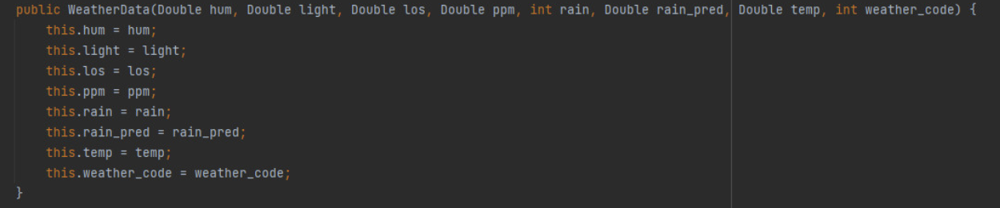 public WeatherData(Double hum, Double light, Double los, Double ppm, int rain, Double rain_pred, Double temp, int weather_code) {
    this.hum = hum;
    this.light = light;
    this.los = los;
    this.ppm = ppm;
    this.rain = rain;
    this.rain_pred = rain_pred;
    this.temp = temp;
    this.weather_code = weather_code;
}